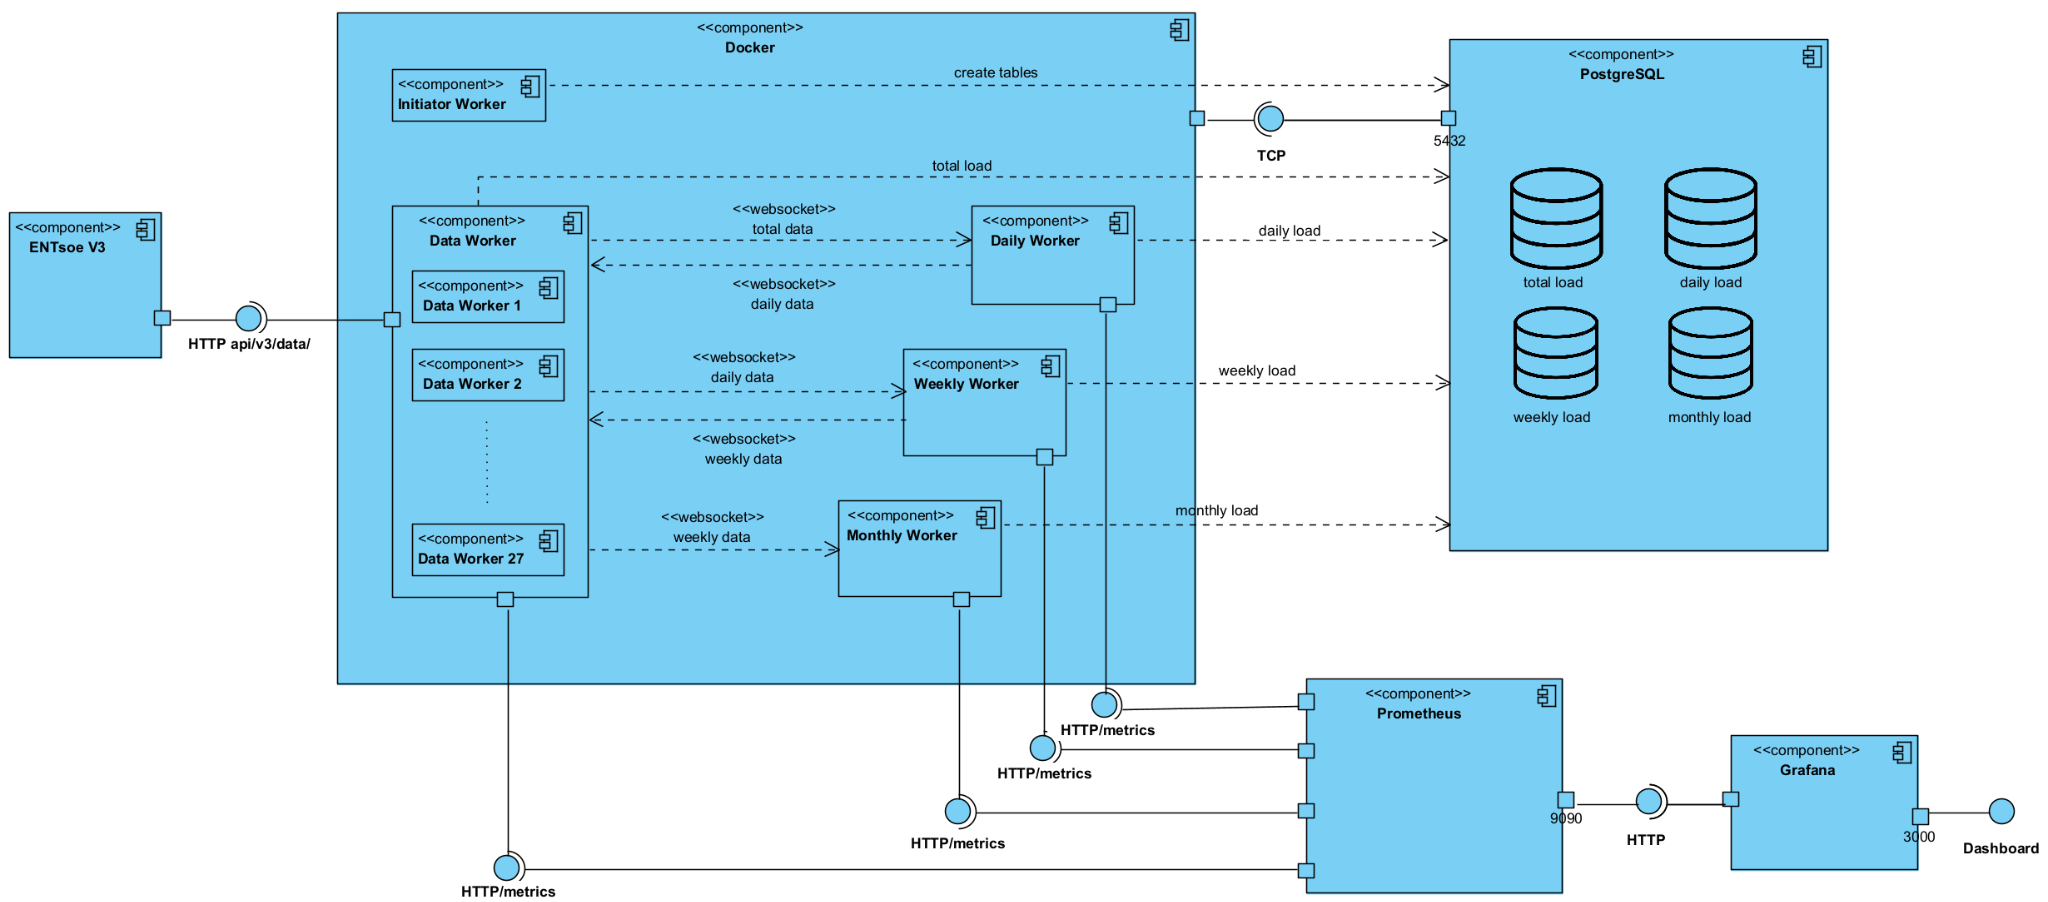 <<component>>
Docker
<<component>>
Initiator Worker
create tables
<<component>>
PostgreSQL
5432
TCP
total load
<<component>>
ENTsoe V3
HTTP api/v3/data/
<<component>>
Data Worker
<<component>>
Data Worker 1
<<component>>
Data Worker 2
<<component>>
Data Worker 27
<<websocket>>
total data
<<websocket>>
daily data
<<component>>
Daily Worker
daily load
<<websocket>>
daily data
<<websocket>>
weekly data
<<component>>
Weekly Worker
weekly load
<<websocket>>
weekly data
<<component>>
Monthly Worker
monthly load
total load
daily load
weekly load
monthly load
HTTP/metrics
HTTP/metrics
HTTP/metrics
HTTP/metrics
<<component>>
Prometheus
9090
HTTP
<<component>>
Grafana
3000
Dashboard